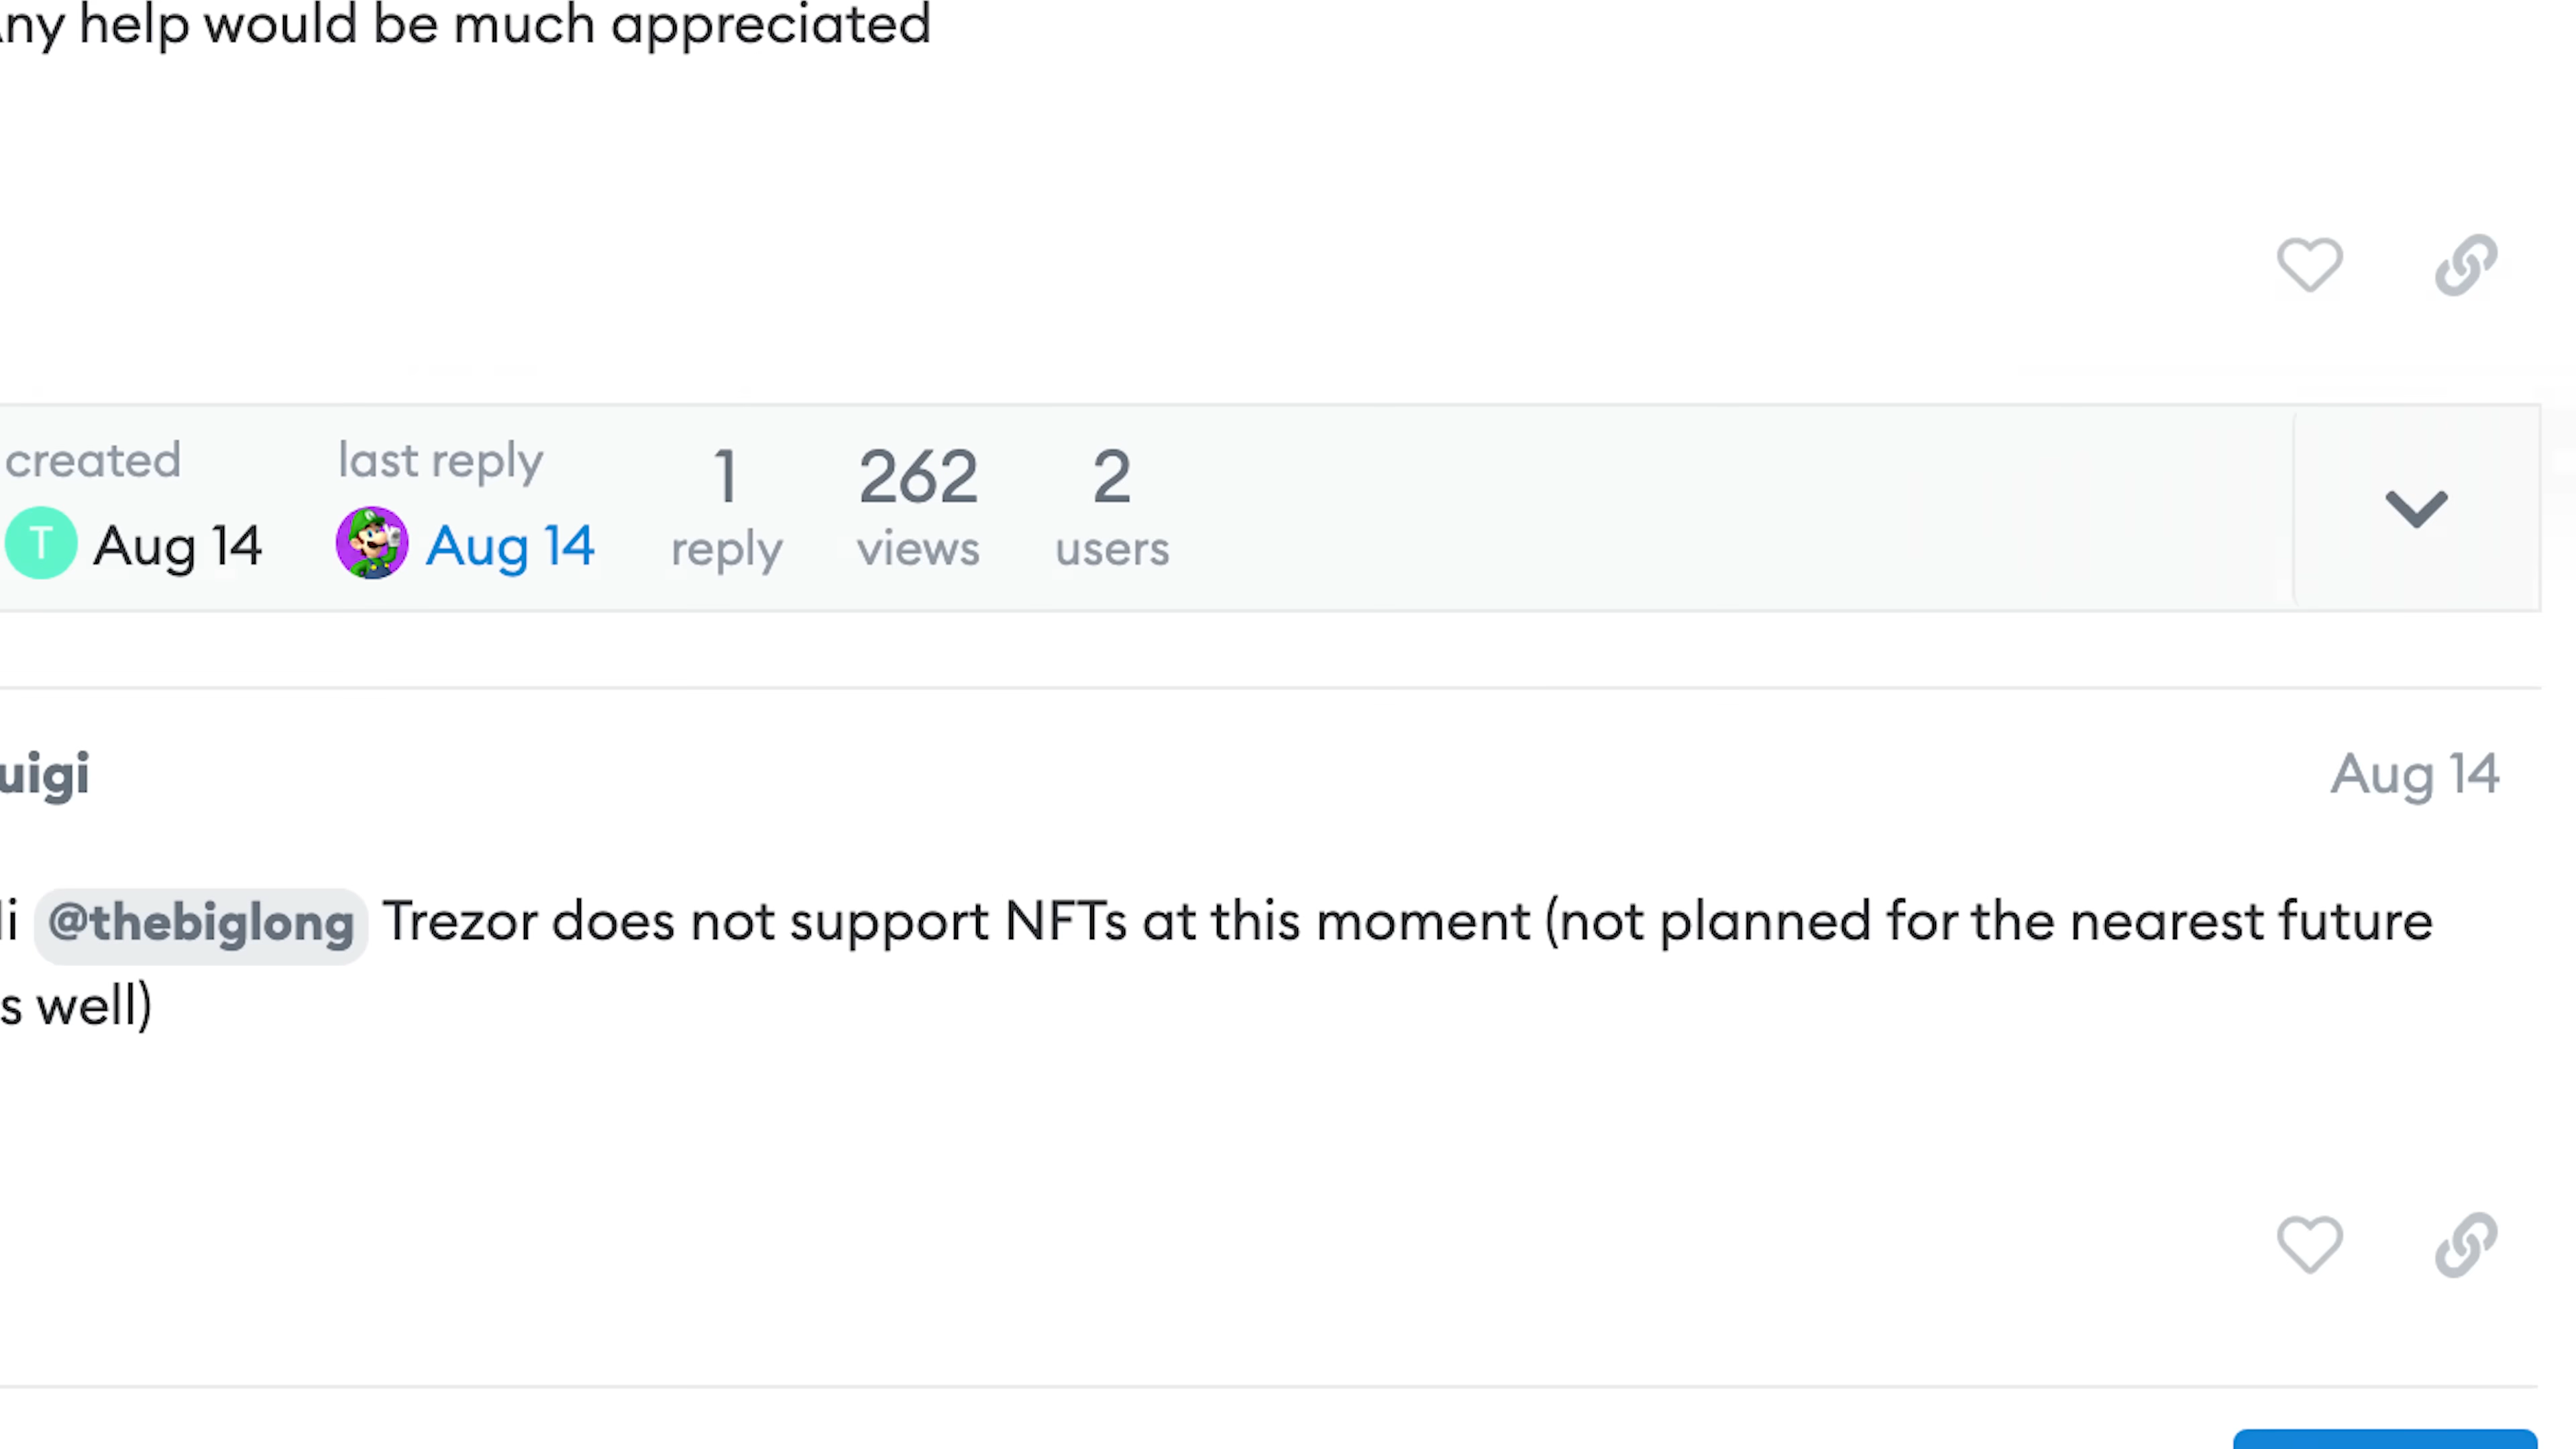 ny help would be much appreciated
created
last reply
1
262
2
T Aug 14
Aug 14
reply
views
users
uigi
Aug 14
i @thebiglong Trezor does not support NFTs at this moment (not planned for the nearest future
s well)